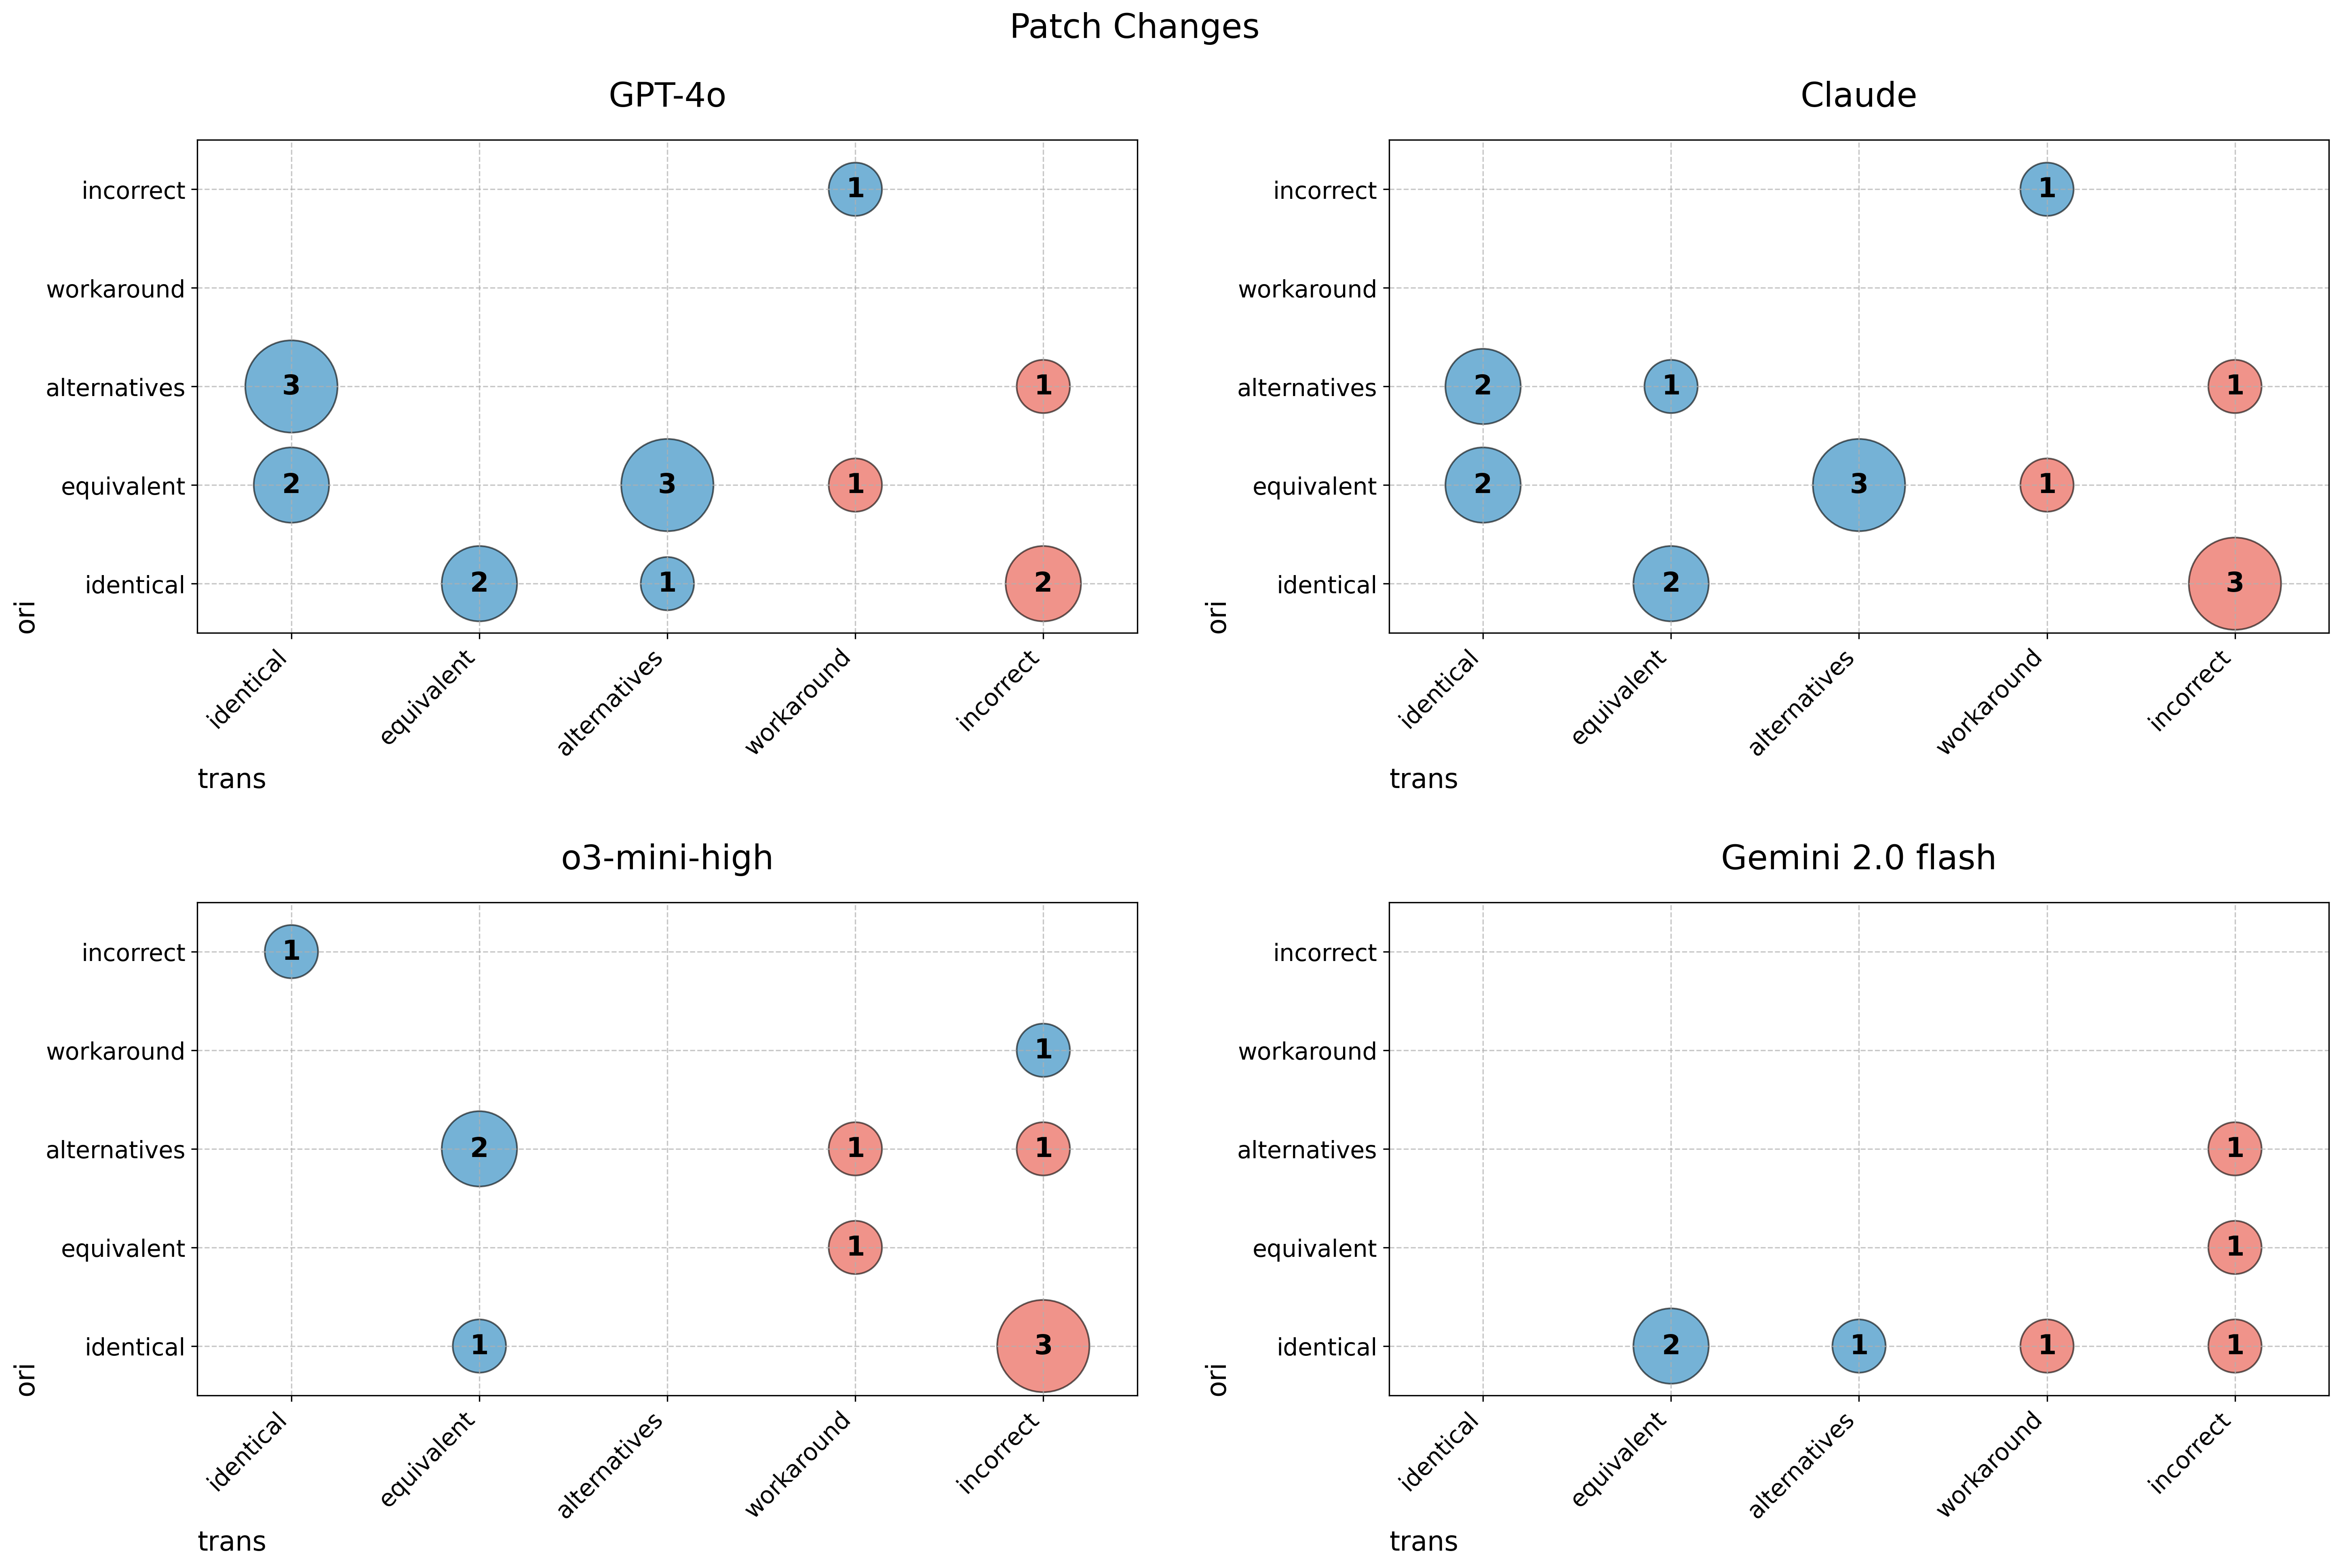 Patch Changes
GPT-4o
incorrect
workaround
alternatives
equivalent
identical
ori
1
3
1
2
3
1
2
1
2
identical
equivalent
alternatives
workaround
incorrect
trans
Claude
incorrect
workaround
alternatives
equivalent
identical
ori
1
2
1
1
2
3
1
2
3
identical
equivalent
alternatives
workaround
incorrect
trans
o3-mini-high
incorrect
workaround
alternatives
equivalent
identical
ori
1
1
2
1
1
1
1
3
identical
equivalent
alternatives
workaround
incorrect
trans
Gemini 2.0 flash
incorrect
workaround
alternatives
equivalent
identical
ori
1
1
2
1
1
1
identical
equivalent
alternatives
workaround
incorrect
trans